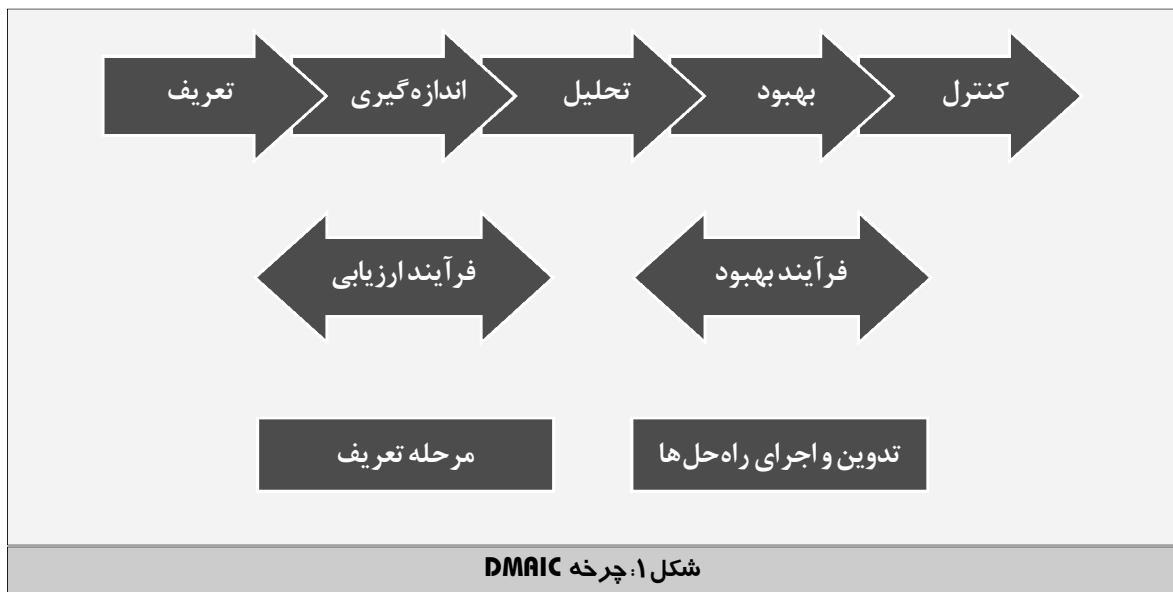 تعریف
اندازه‌گیری
تحلیل
بهبود
کنترل
فرآیند ارزیابی
فرآیند بهبود
مرحله تعریف
تدوین و اجرای راه‌حل‌ها
شکل ۱: چرخه DMAIC